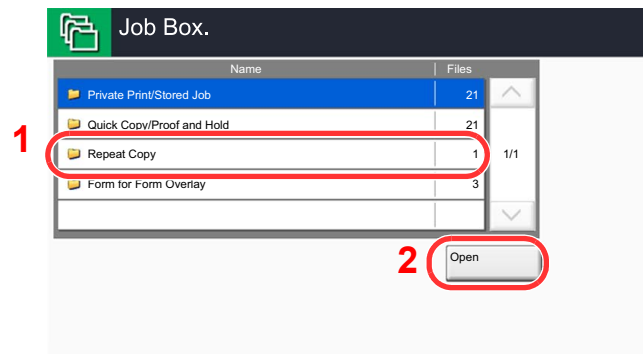 Job Box.
Name Files
Private Print/Stored Job 21
Quick Copy/Proof and Hold 21
1
Repeat Copy 1 1/1
Form for Form Overlay 3
2
Open